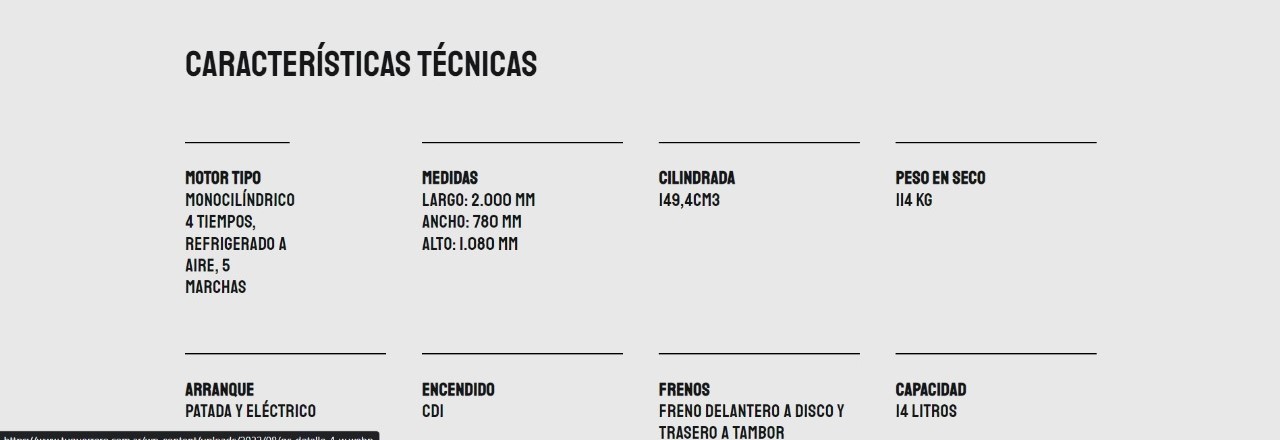 CARACTERÍSTICAS TÉCNICAS
MOTOR TIPO
MONOCILÍNDRICO
4 TIEMPOS,
REFRIGERADO A
AIRE, 5
MARCHAS
MEDIDAS
LARGO: 2.000 MM
ANCHO: 780 MM
ALTO: 1.080 MM
CILINDRADA
149,4CM3
PESO EN SECO
114 KG
ARRANQUE
PATADA Y ELÉCTRICO
ENCENDIDO
CDI
FRENOS
FRENO DELANTERO A DISCO Y
TRASERO A TAMBOR
CAPACIDAD
14 LITROS